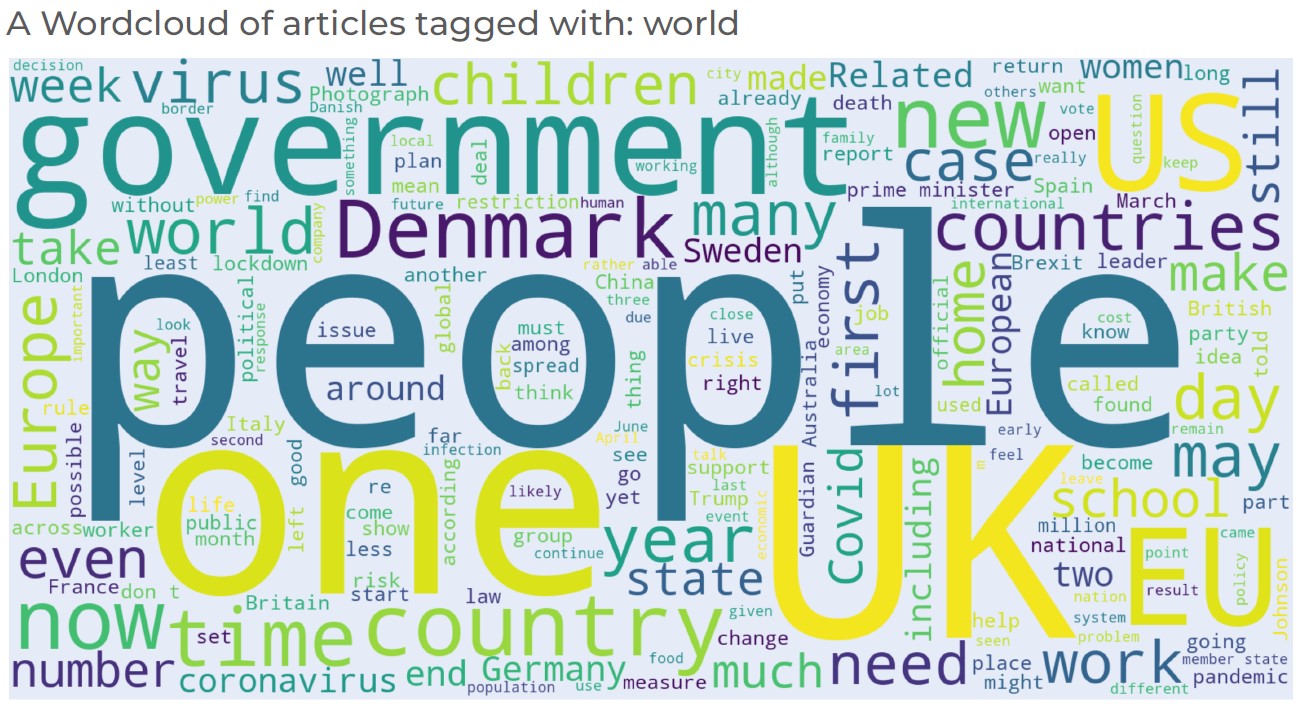 A Wordcloud of articles tagged with: world
decision
week virus well children city made Related return women long
Photograph others want
border Danish already death new vote US question still
government something local although family open
plan deal working report case really keep
mean prime minister Spain
without power find future restriction human international March
take world company Denmark many Sweden countries
London least lockdown another rather able put economy first Brexit leader make
Europe important way look travel political response global China three due official home European British
people issue must among spread think back close live crisis right job area cost know party idea told
around thing Australia lot used called found day
rule Italy second June April early remain
possible level good far infection see talk feel may
one life public month left re come show less according likely group continue go yet support last Trump event economic Guardian UK Covid including m leave become school part
across worker year million
even national EU point came result policy Johnson
France don t risk start state two nation
Britain law
now time set country given change help seen system problem
number coronavirus end Germany food much need place might work going member state pandemic
population use measure different